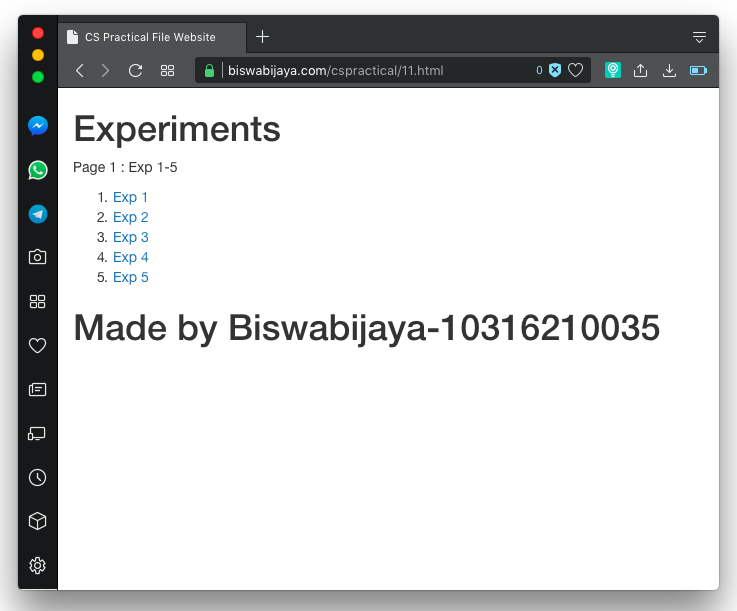 CS Practical File Website
biswabijaya.com/cspractical/11.html
0
Experiments
Page 1 : Exp 1-5
1. Exp 1
2. Exp 2
3. Exp 3
4. Exp 4
5. Exp 5
Made by Biswabijaya-10316210035